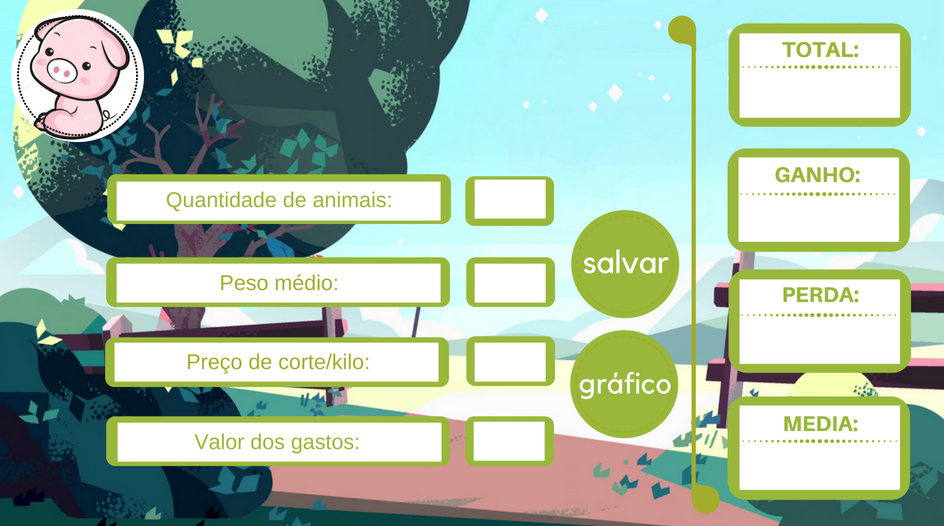 Quantidade de animais:
Peso médio:
Preço de corte/kilo:
Valor dos gastos:
salvar
gráfico
TOTAL:
GANHO:
PERDA:
MEDIA: